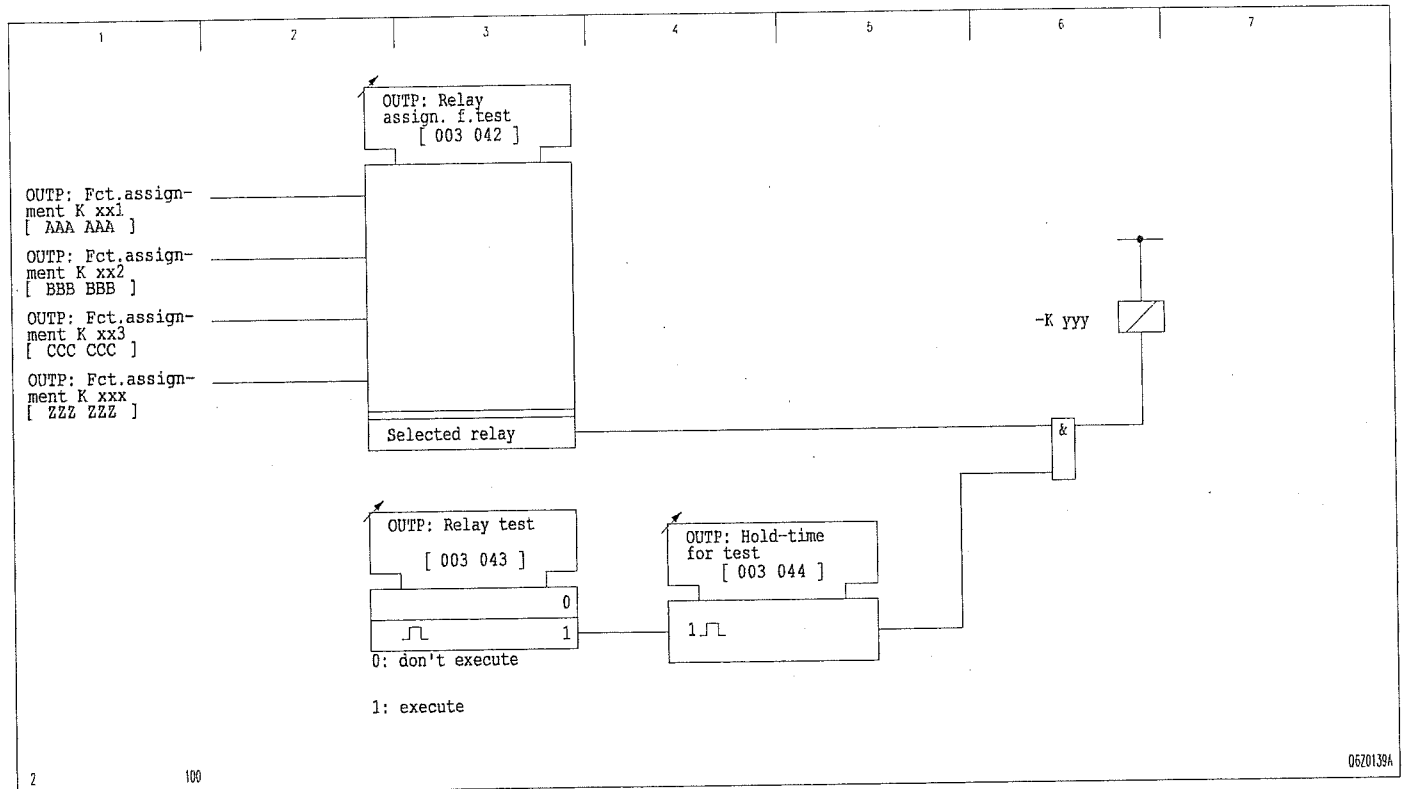 1 2 3 4 5 6 7
OUTP: Relay
assign. f.test
[ 003 042 ]
OUTP: Fct.assign-
ment K xx1
[ AAA AAA ]
OUTP: Fct.assign-
ment K xx2
[ BBB BBB ]
OUTP: Fct.assign-
ment K xx3
[ CCC CCC ]
OUTP: Fct.assign-
ment K xxx
[ ZZZ ZZZ ]
Selected relay
-K yyy
&
OUTP: Relay test
[ 003 043 ]
0
1
0: don't execute
1: execute
OUTP: Hold-time
for test
[ 003 044 ]
1
2 100
06Z0139A